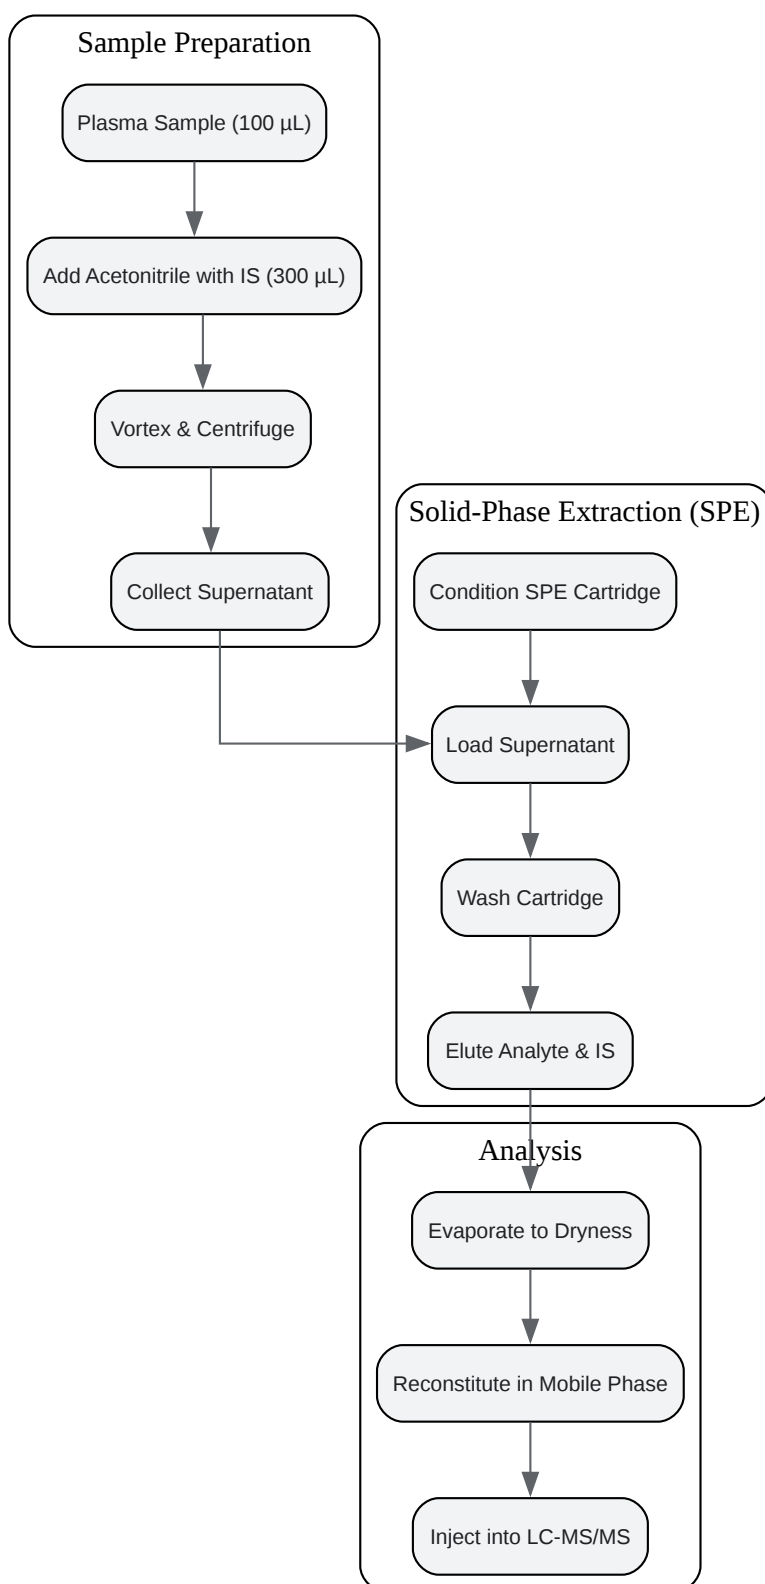 Sample Preparation
Plasma Sample (100 µL)
Add Acetonitrile with IS (300 µL)
Vortex & Centrifuge
Collect Supernatant
Solid-Phase Extraction (SPE)
Condition SPE Cartridge
Load Supernatant
Wash Cartridge
Elute Analyte & IS
Analysis
Evaporate to Dryness
Reconstitute in Mobile Phase
Inject into LC-MS/MS